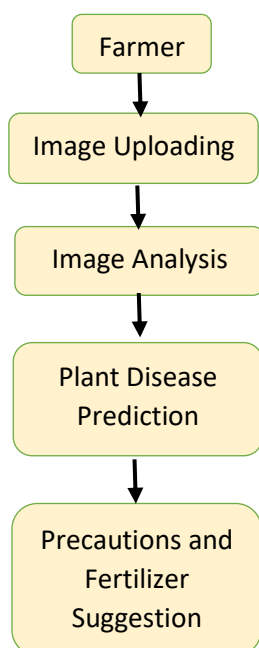 Farmer
Image Uploading
Image Analysis
Plant Disease
Prediction
Precautions and
Fertilizer
Suggestion